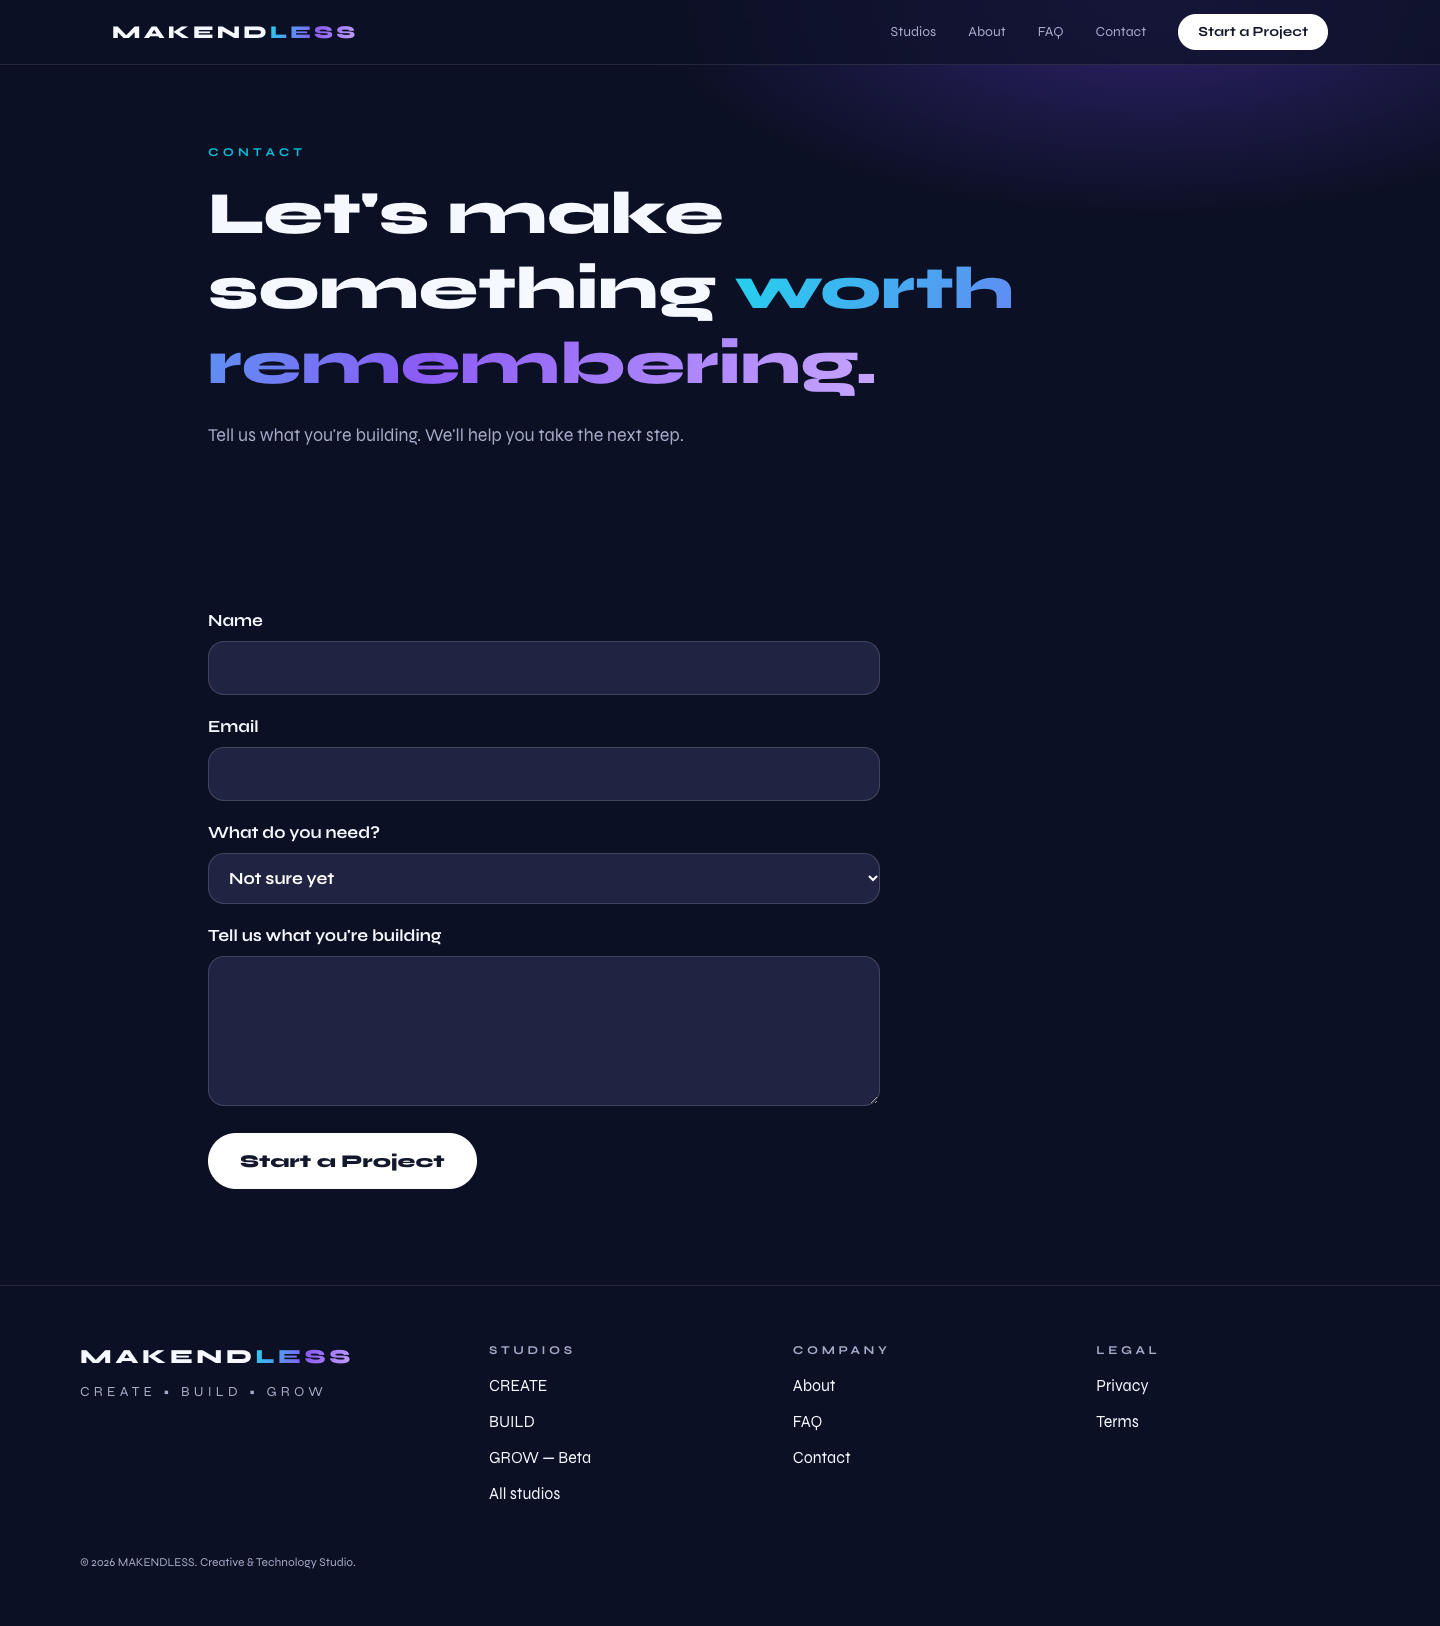 MAKENDLESS
Studios
About
FAQ
Contact
Start a Project
CONTACT
Let's make
something worth
remembering.
Tell us what you're building. We'll help you take the next step.
Name
Email
What do you need?
Not sure yet
Tell us what you're building
Start a Project
MAKENDLESS
CREATE ▪ BUILD ▪ GROW
STUDIOS
CREATE
BUILD
GROW — Beta
All studios
COMPANY
About
FAQ
Contact
LEGAL
Privacy
Terms
© 2026 MAKENDLESS. Creative & Technology Studio.